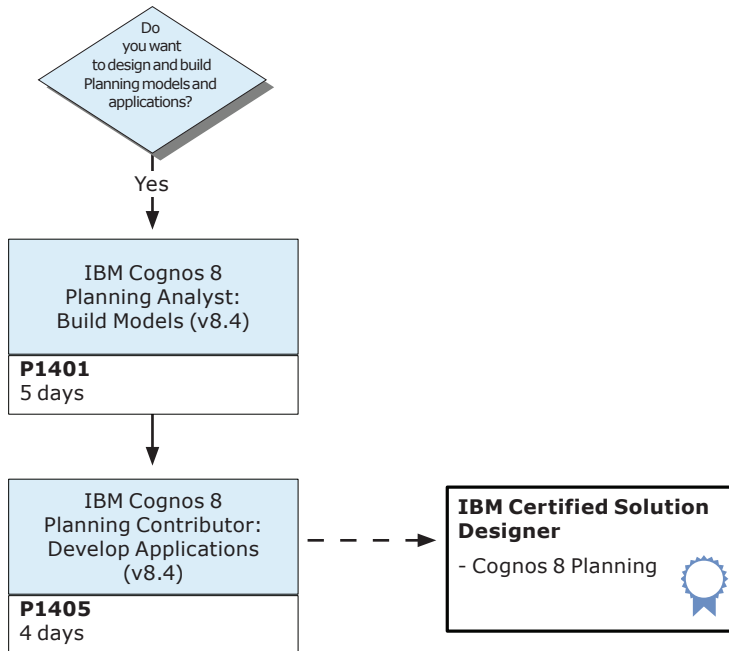 Do
you want
to design and build
Planning models and
applications?
Yes
IBM Cognos 8
Planning Analyst:
Build Models (v8.4)
P1401
5 days
IBM Cognos 8
Planning Contributor:
Develop Applications
(v8.4)
P1405
4 days
IBM Certified Solution
Designer
- Cognos 8 Planning